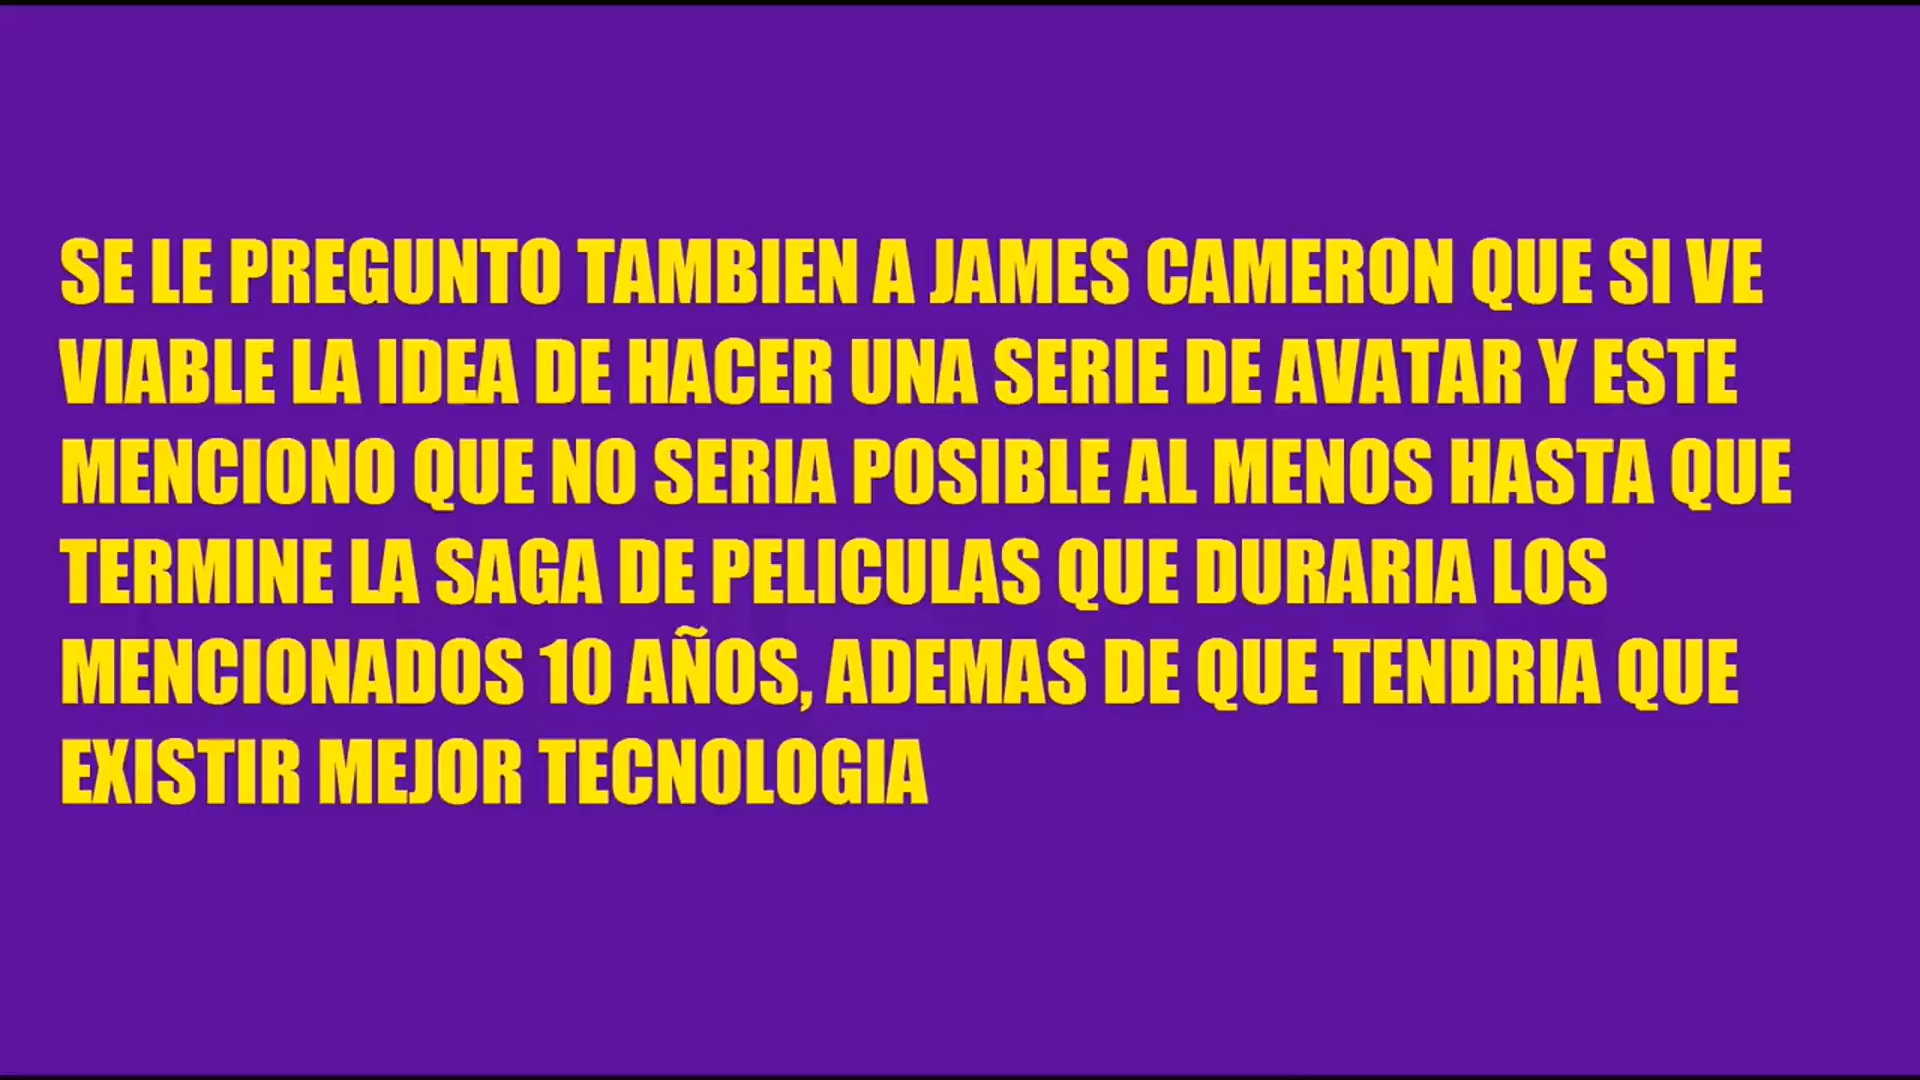 SE LE PREGUNTO TAMBIEN A JAMES CAMERON QUE SI VE
VIABLE LA IDEA DE HACER UNA SERIE DE AVATAR Y ESTE
MENCIONO QUE NO SERIA POSIBLE AL MENOS HASTA QUE
TERMINE LA SAGA DE PELICULAS QUE DURARIA LOS
MENCIONADOS 10 AÑOS, ADEMAS DE QUE TENDRIA QUE
EXISTIR MEJOR TECNOLOGIA